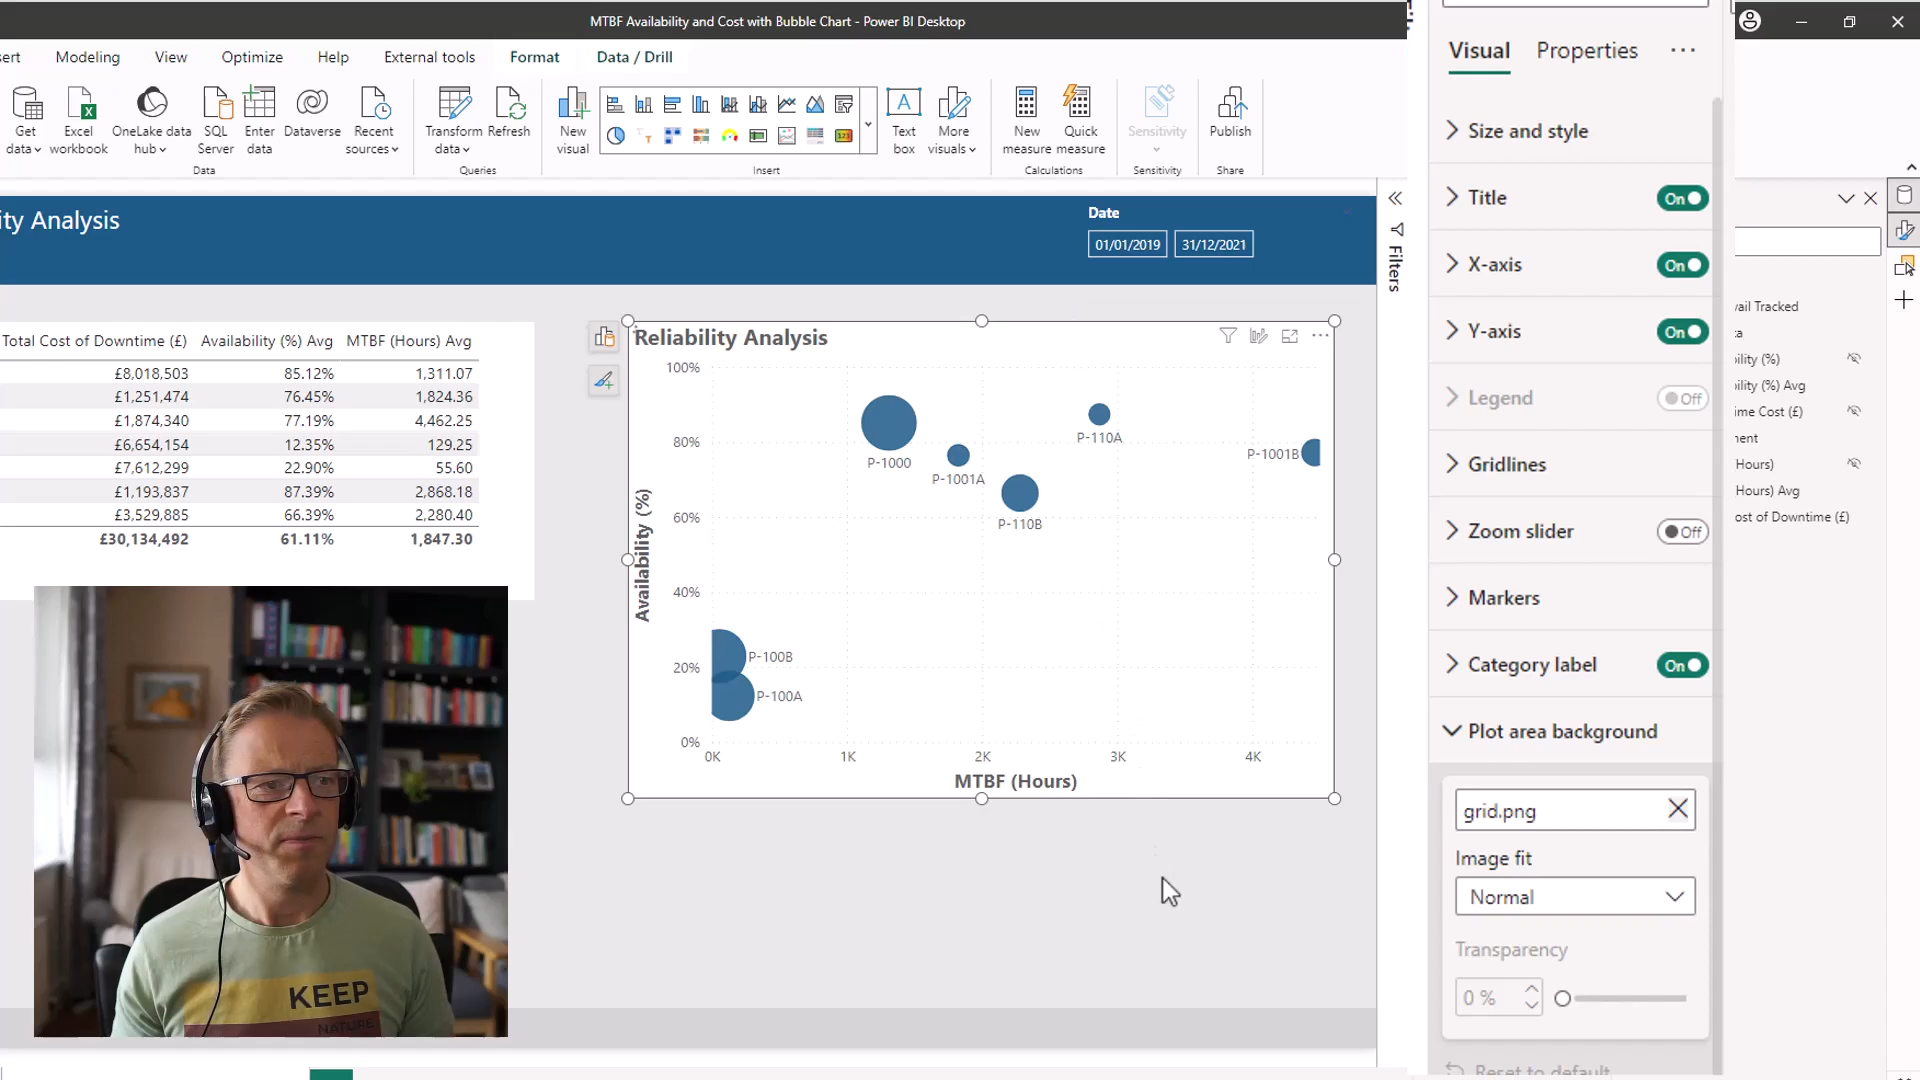 MTBF Availability and Cost with Bubble Chart - Power BI Desktop
Modeling View Optimize Help External tools Format Data / Drill
Get data
Excel workbook
OneLake data hub
SQL Server
Enter data
Dataverse
Recent sources
Transform data
Refresh
New visual
Text box
More visuals
New measure
Quick measure
Sensitivity
Publish
Data Queries Insert Calculations Sensitivity Share
ity Analysis
Date
01/01/2019 31/12/2021
Filters
Total Cost of Downtime (£) Availability (%) Avg MTBF (Hours) Avg
£8,018,503 85.12% 1,311.07
£1,251,474 76.45% 1,824.36
£1,874,340 77.19% 4,462.25
£6,654,154 12.35% 129.25
£7,612,299 22.90% 55.60
£1,193,837 87.39% 2,868.18
£3,529,885 66.39% 2,280.40
£30,134,492 61.11% 1,847.30
Reliability Analysis
100%
80%
60%
40%
20%
0%
Availability (%)
P-1000
P-1001A
P-110A
P-110B
P-1001B
P-100B
P-100A
0K 1K 2K 3K 4K
MTBF (Hours)
KEEP
NATURE
Visual Properties
Size and style
Title On
X-axis On
Y-axis On
Legend Off
Gridlines
Zoom slider Off
Markers
Category label On
Plot area background
grid.png
Image fit
Normal
Transparency
0 %
Reset to default
vail Tracked
ility (%)
ility (%) Avg
ime Cost (£)
ment
Hours)
Hours) Avg
ost of Downtime (£)